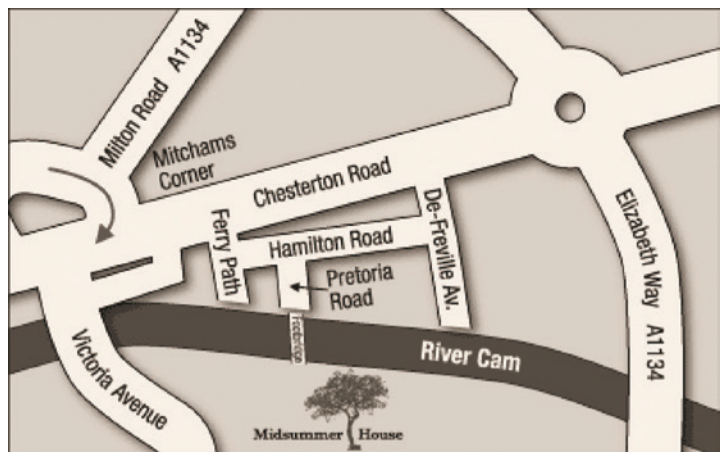 Milton Road A1134
Mitchams
Corner
Chesterton Road
Ferry Path
Hamilton Road
De-Freville Av.
Pretoria
Road
Elizabeth Way A1134
Footbridge
River Cam
Victoria Avenue
Midsummer House